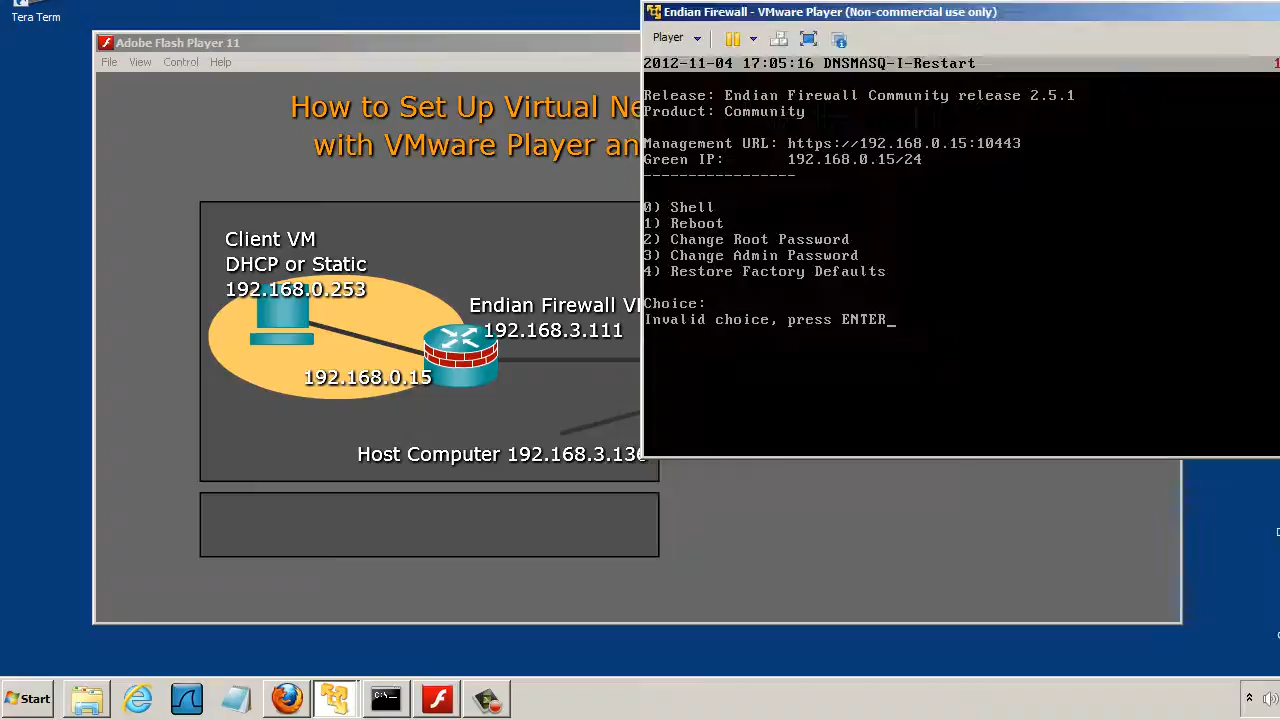 Tera Term
Adobe Flash Player 11
File View Control Help
How to Set Up Virtual Ne
with VMware Player an
Client VM
DHCP or Static
192.168.0.253
Endian Firewall V
192.168.3.111
192.168.0.15
Host Computer 192.168.3.136
Endian Firewall - VMware Player (Non-commercial use only)
Player
2012-11-04 17:05:16 DNSMASQ-I-Restart
Release: Endian Firewall Community release 2.5.1
Product: Community
Management URL: https://192.168.0.15:10443
Green IP: 192.168.0.15/24
-----------------
0) Shell
1) Reboot
2) Change Root Password
3) Change Admin Password
4) Restore Factory Defaults
Choice:
Invalid choice, press ENTER_
Start
C:\